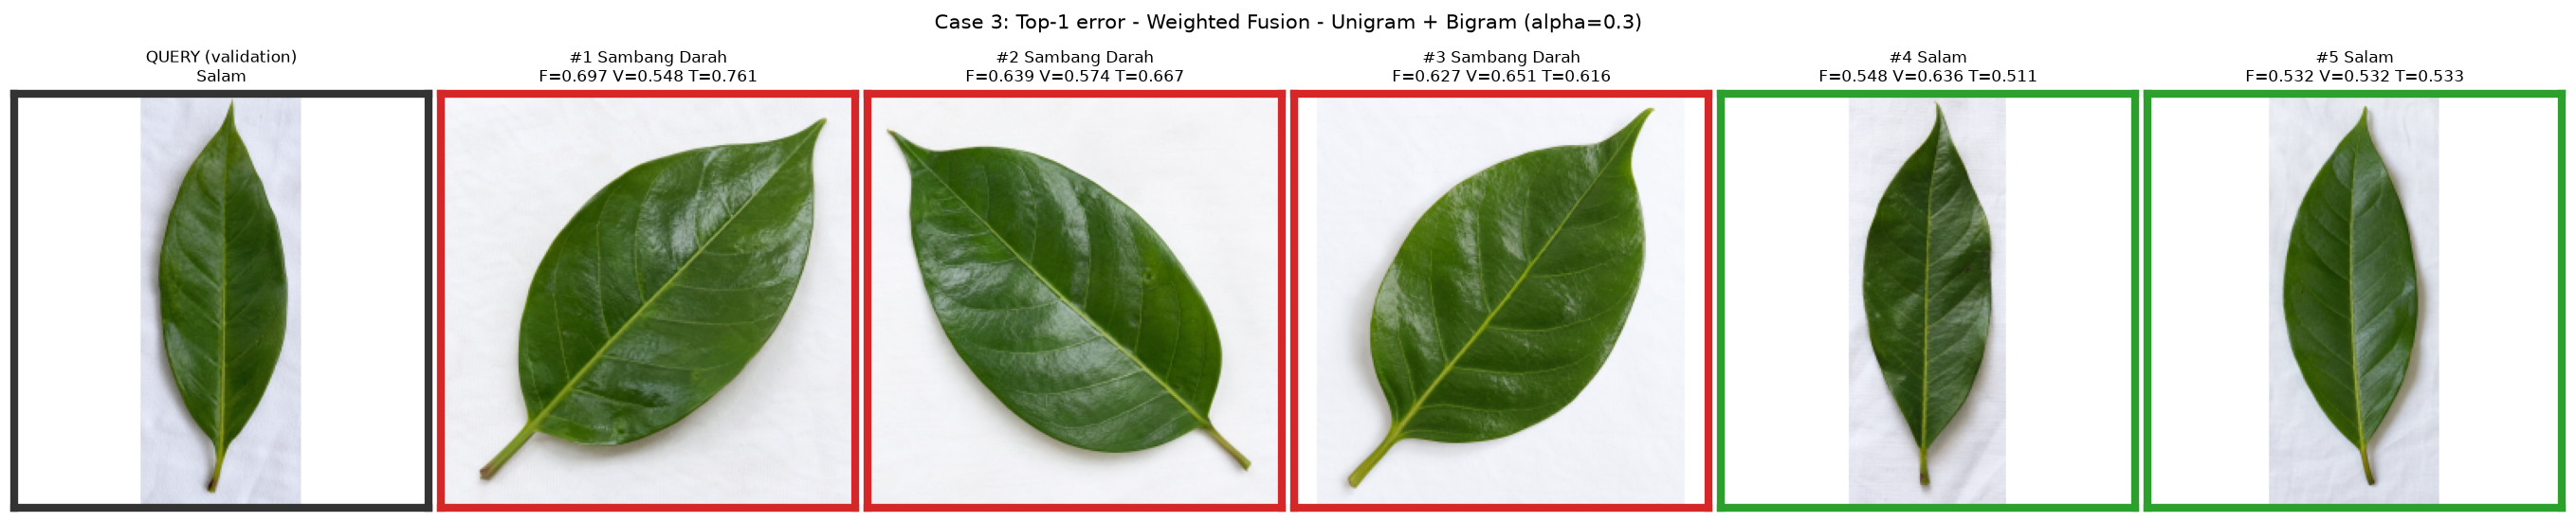 Case 3: Top-1 error - Weighted Fusion - Unigram + Bigram (alpha=0.3)
QUERY (validation)
Salam
#1 Sambang Darah
F=0.697 V=0.548 T=0.761
#2 Sambang Darah
F=0.639 V=0.574 T=0.667
#3 Sambang Darah
F=0.627 V=0.651 T=0.616
#4 Salam
F=0.548 V=0.636 T=0.511
#5 Salam
F=0.532 V=0.532 T=0.533